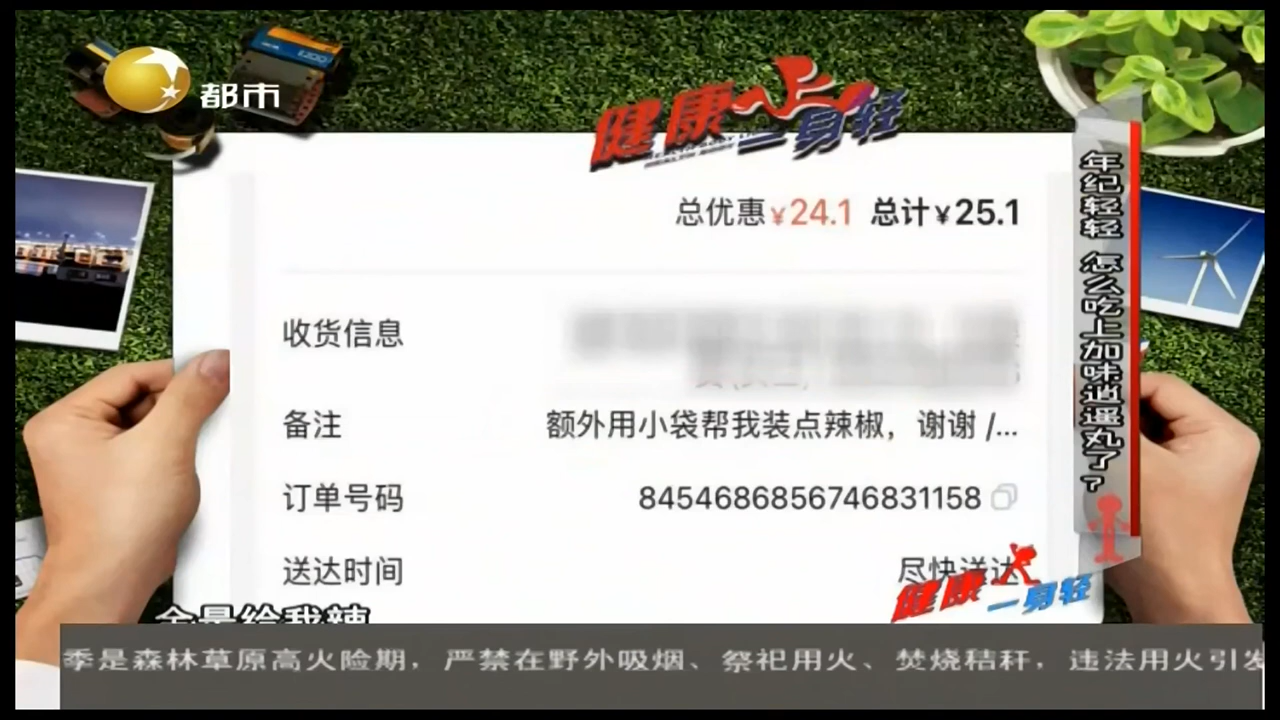 都市
健康一身轻
总优惠¥24.1 总计¥25.1
收货信息
备注 额外用小袋帮我装点辣椒，谢谢 /...
订单号码 8454686856746831158
送达时间 尽快送达
年纪轻轻 怎么吃上加味逍遥丸了？
健康一身轻
季是森林草原高火险期，严禁在野外吸烟、祭祀用火、焚烧秸秆，违法用火引发